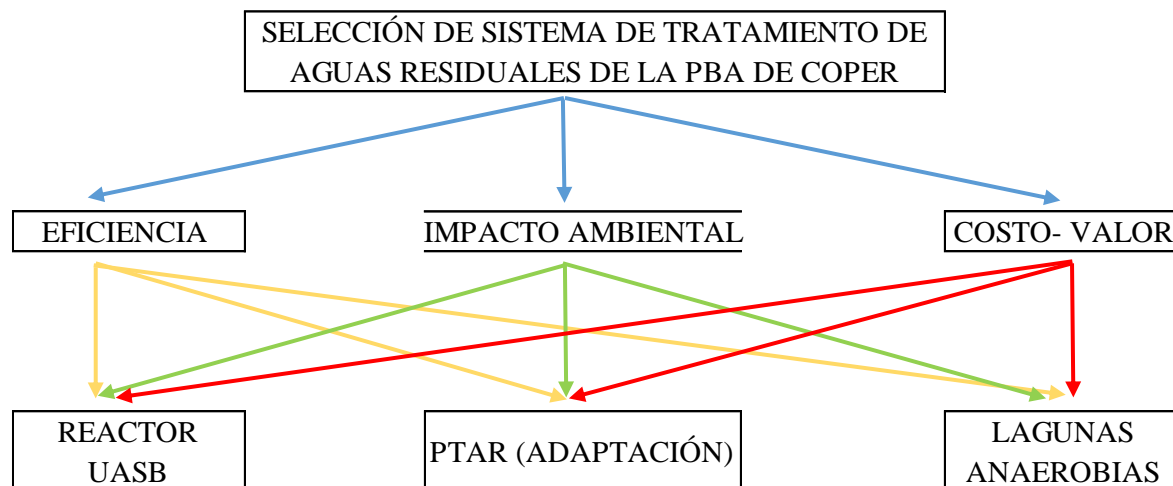 SELECCIÓN DE SISTEMA DE TRATAMIENTO DE
AGUAS RESIDUALES DE LA PBA DE COPER
EFICIENCIA
IMPACTO AMBIENTAL
COSTO- VALOR
REACTOR
UASB
PTAR (ADAPTACIÓN)
LAGUNAS
ANAEROBIAS